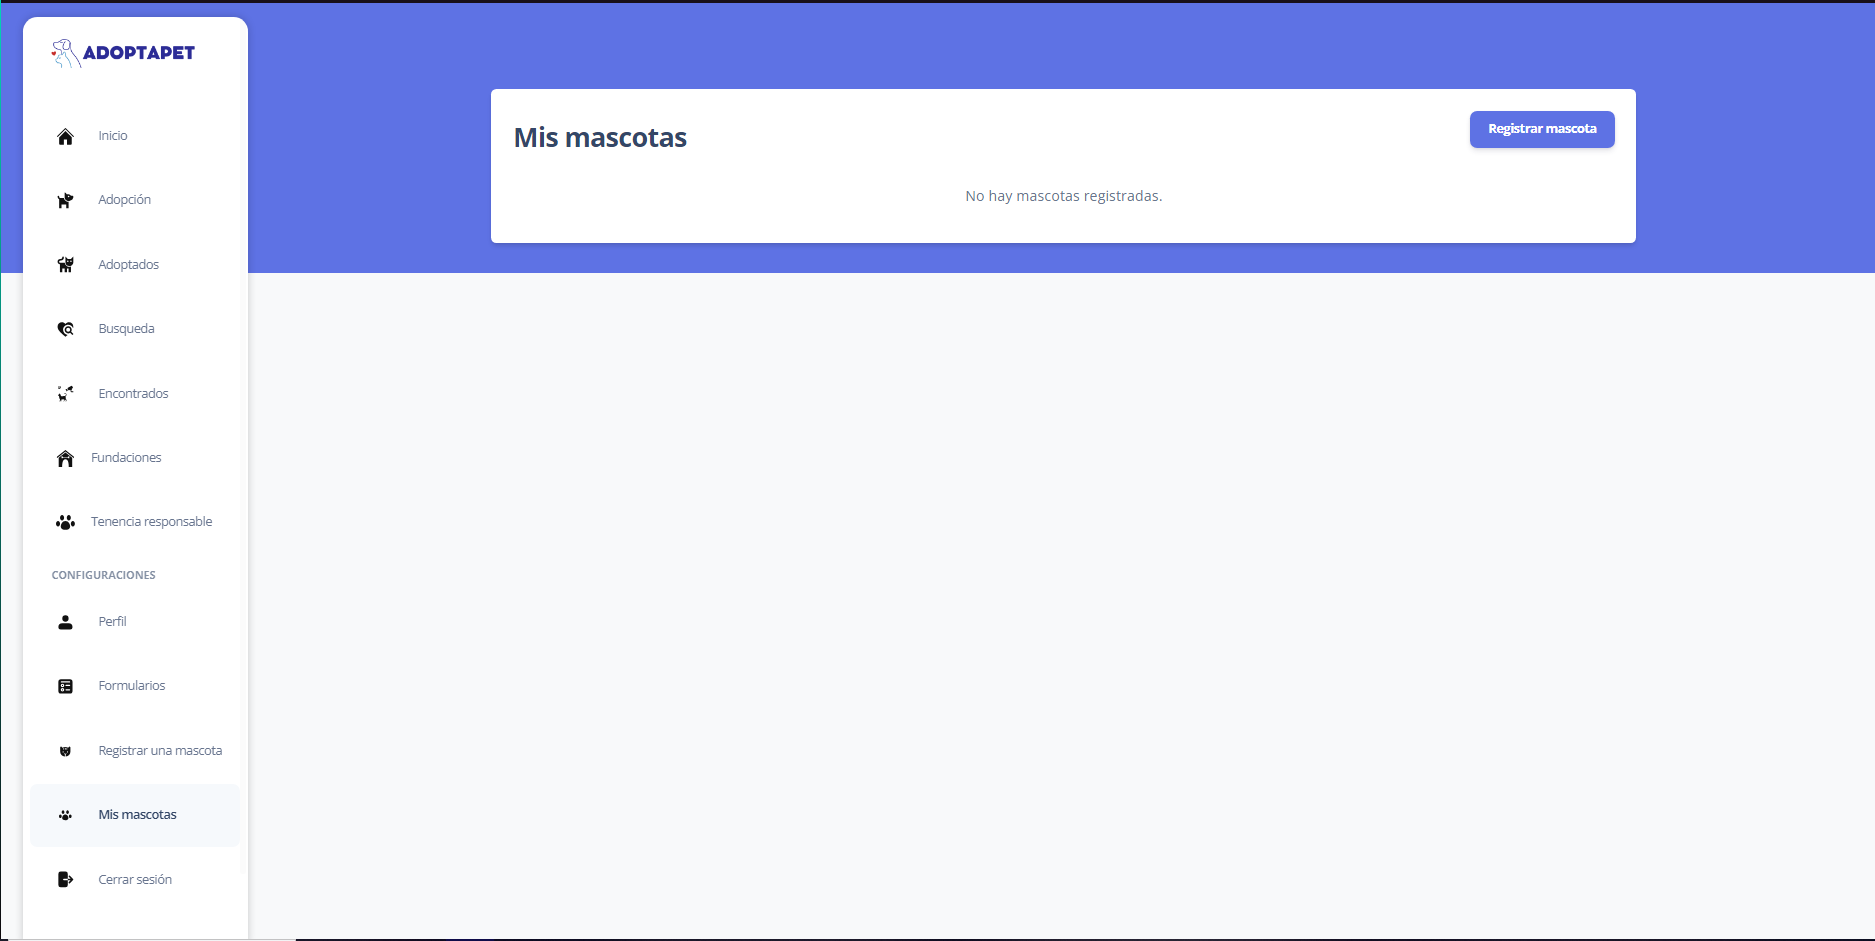 ADOPTAPET
Inicio
Adopción
Adoptados
Busqueda
Encontrados
Fundaciones
Tenencia responsable
CONFIGURACIONES
Perfil
Formularios
Registrar una mascota
Mis mascotas
Cerrar sesión
Mis mascotas
Registrar mascota
No hay mascotas registradas.